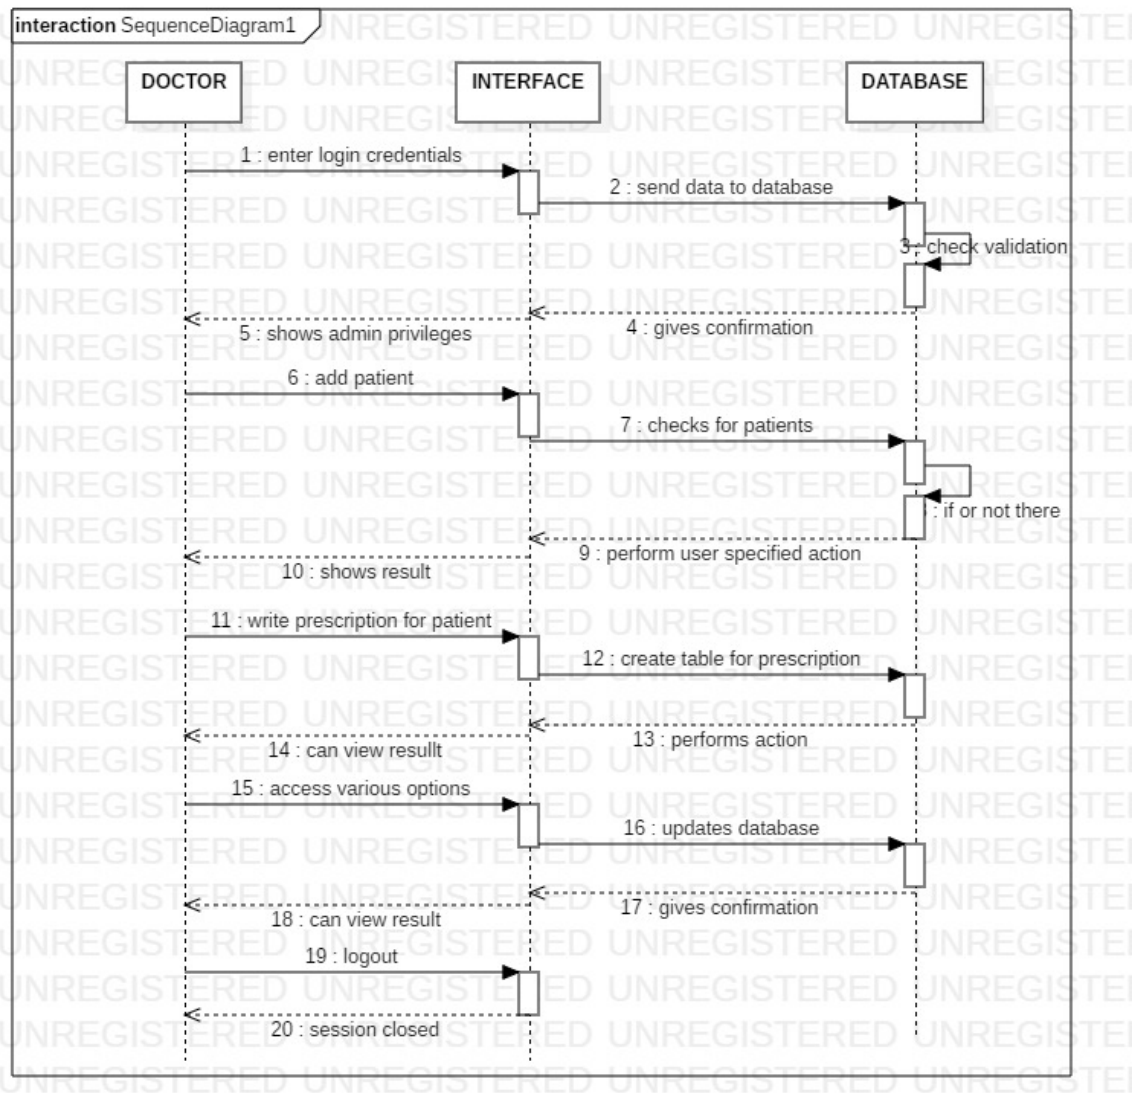 interaction SequenceDiagram1
DOCTOR
INTERFACE
DATABASE
1 : enter login credentials
2 : send data to database
3 : check validation
4 : gives confirmation
5 : shows admin privileges
6 : add patient
7 : checks for patients
: if or not there
9 : perform user specified action
10 : shows result
11 : write prescription for patient
12 : create table for prescription
13 : performs action
14 : can view resullt
15 : access various options
16 : updates database
17 : gives confirmation
18 : can view result
19 : logout
20 : session closed
UNREGISTERED